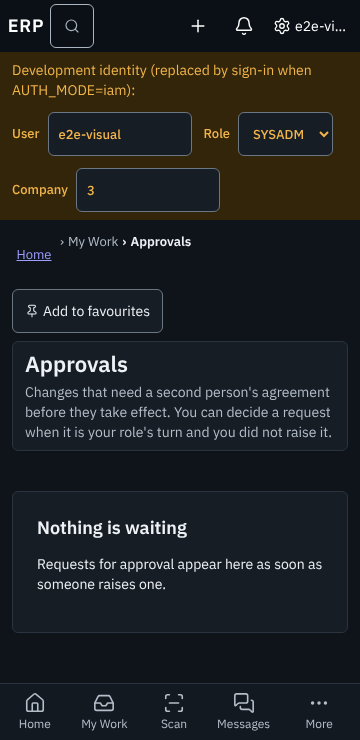 ERP
e2e-vi...
Development identity (replaced by sign-in when
AUTH_MODE=iam):
User e2e-visual Role SYSADM
Company 3
Home › My Work › Approvals
Add to favourites
Approvals
Changes that need a second person's agreement
before they take effect. You can decide a request
when it is your role's turn and you did not raise it.
Nothing is waiting
Requests for approval appear here as soon as
someone raises one.
Home My Work Scan Messages More